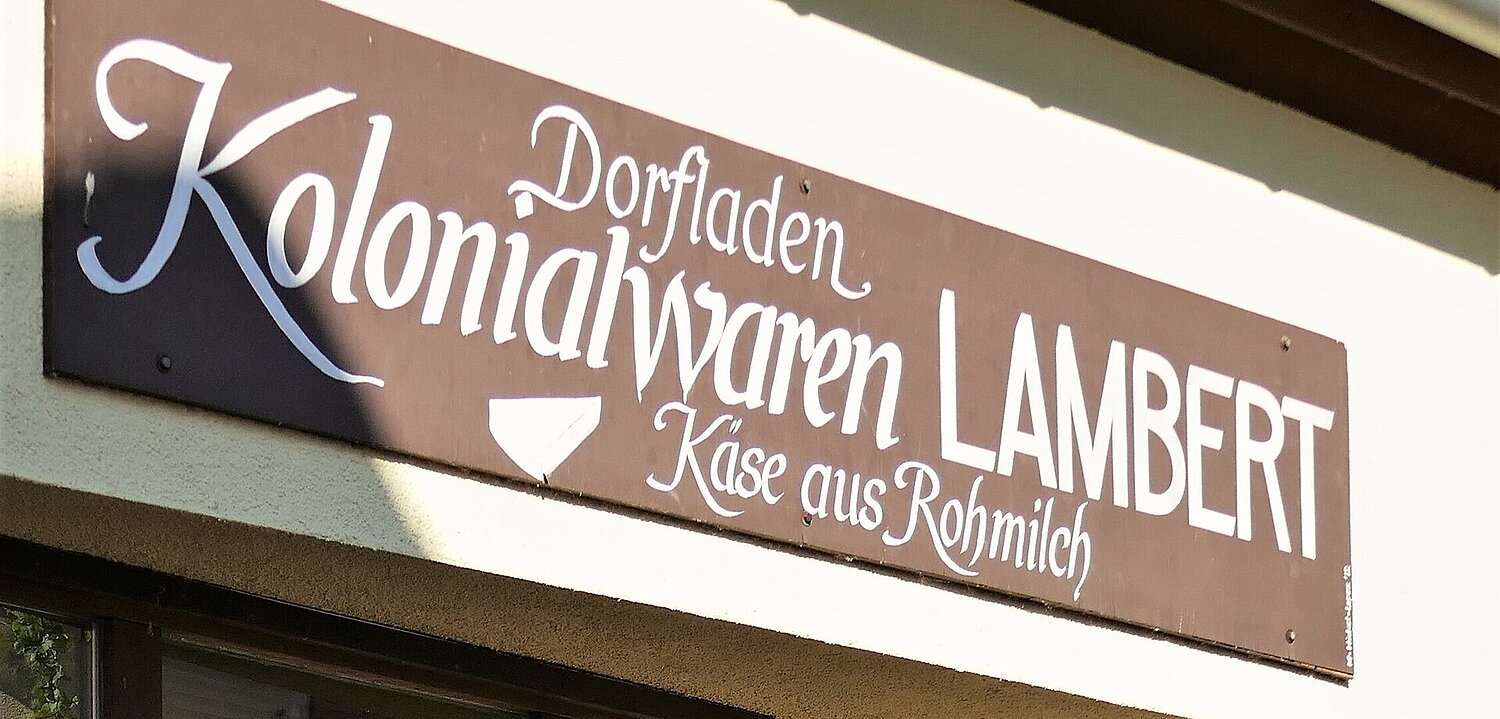 Dorfladen
Kolonialwaren LAMBERT
Käse aus Rohmilch